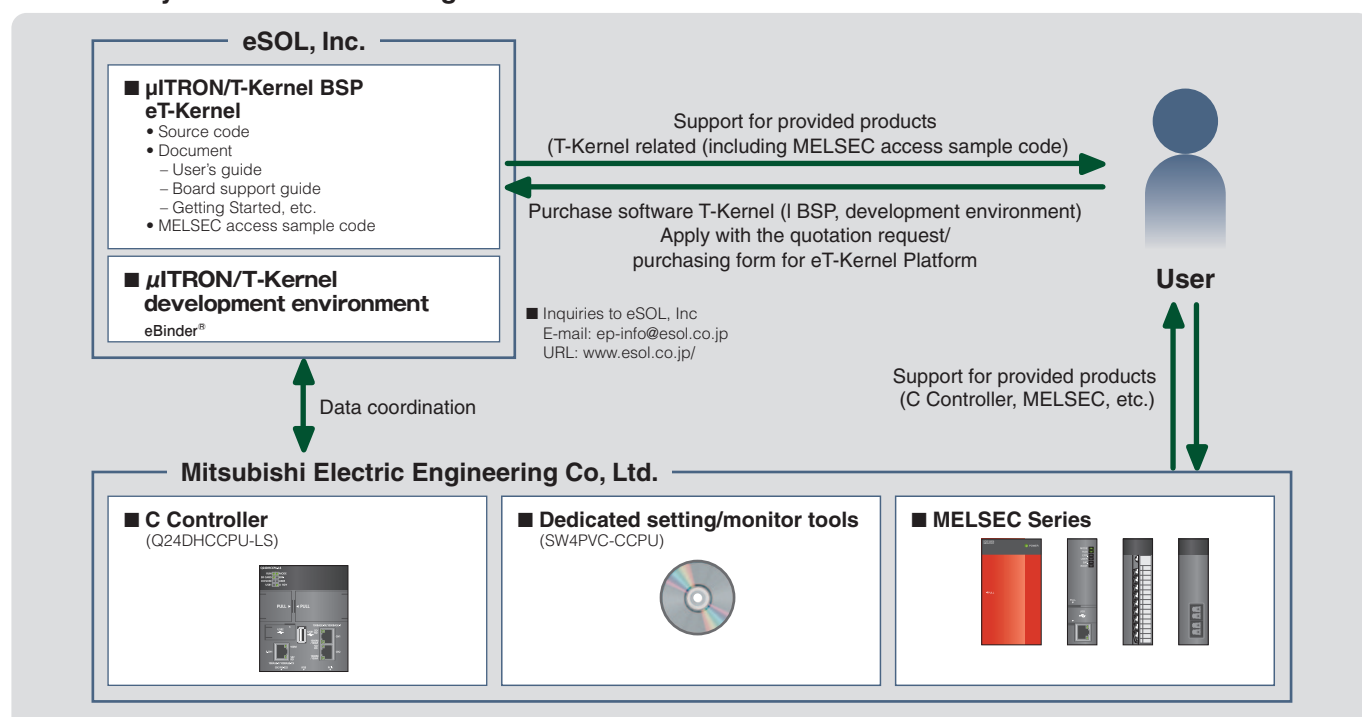 eSOL, Inc.
■ µITRON/T-Kernel BSP
eT-Kernel
• Source code
• Document
– User's guide
– Board support guide
– Getting Started, etc.
• MELSEC access sample code
■ µITRON/T-Kernel
development environment
eBinder®
Support for provided products
(T-Kernel related (including MELSEC access sample code)
Purchase software T-Kernel (I BSP, development environment)
Apply with the quotation request/
purchasing form for eT-Kernel Platform
■ Inquiries to eSOL, Inc
E-mail: ep-info@esol.co.jp
URL: www.esol.co.jp/
User
Data coordination
Support for provided products
(C Controller, MELSEC, etc.)
Mitsubishi Electric Engineering Co, Ltd.
■ C Controller
(Q24DHCCPU-LS)
PULL PULL
■ Dedicated setting/monitor tools
(SW4PVC-CCPU)
■ MELSEC Series